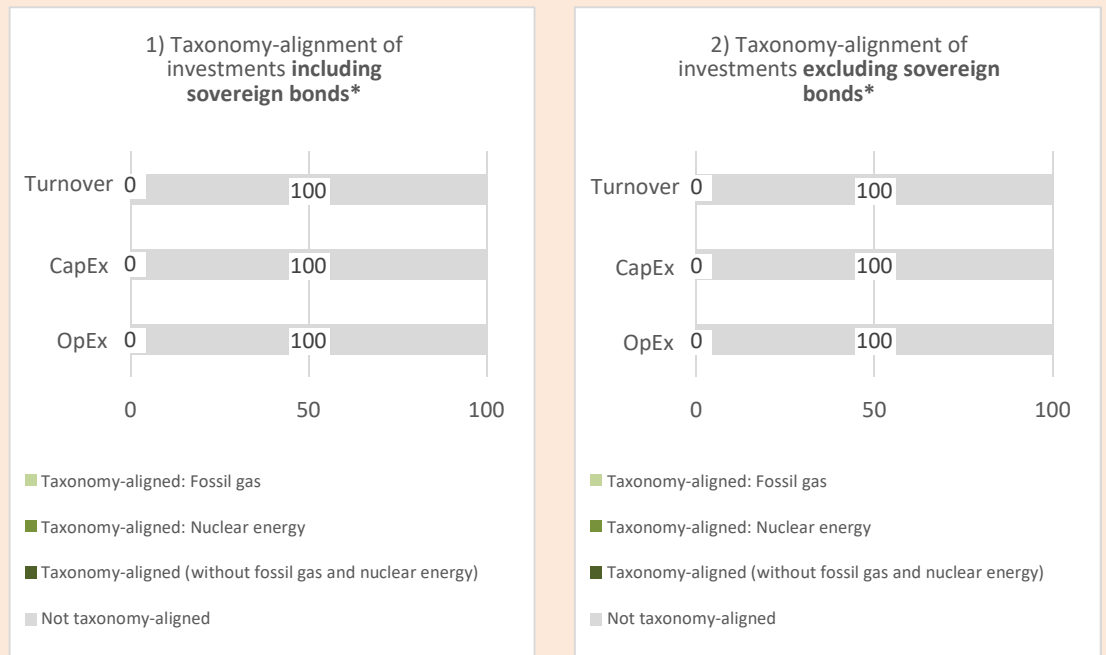 1) Taxonomy-alignment of
investments including
sovereign bonds*
Turnover 0 100
CapEx 0 100
OpEx 0 100
0 50 100
Taxonomy-aligned: Fossil gas
Taxonomy-aligned: Nuclear energy
Taxonomy-aligned (without fossil gas and nuclear energy)
Not taxonomy-aligned
2) Taxonomy-alignment of
investments excluding sovereign
bonds*
Turnover 0 100
CapEx 0 100
OpEx 0 100
0 50 100
Taxonomy-aligned: Fossil gas
Taxonomy-aligned: Nuclear energy
Taxonomy-aligned (without fossil gas and nuclear energy)
Not taxonomy-aligned